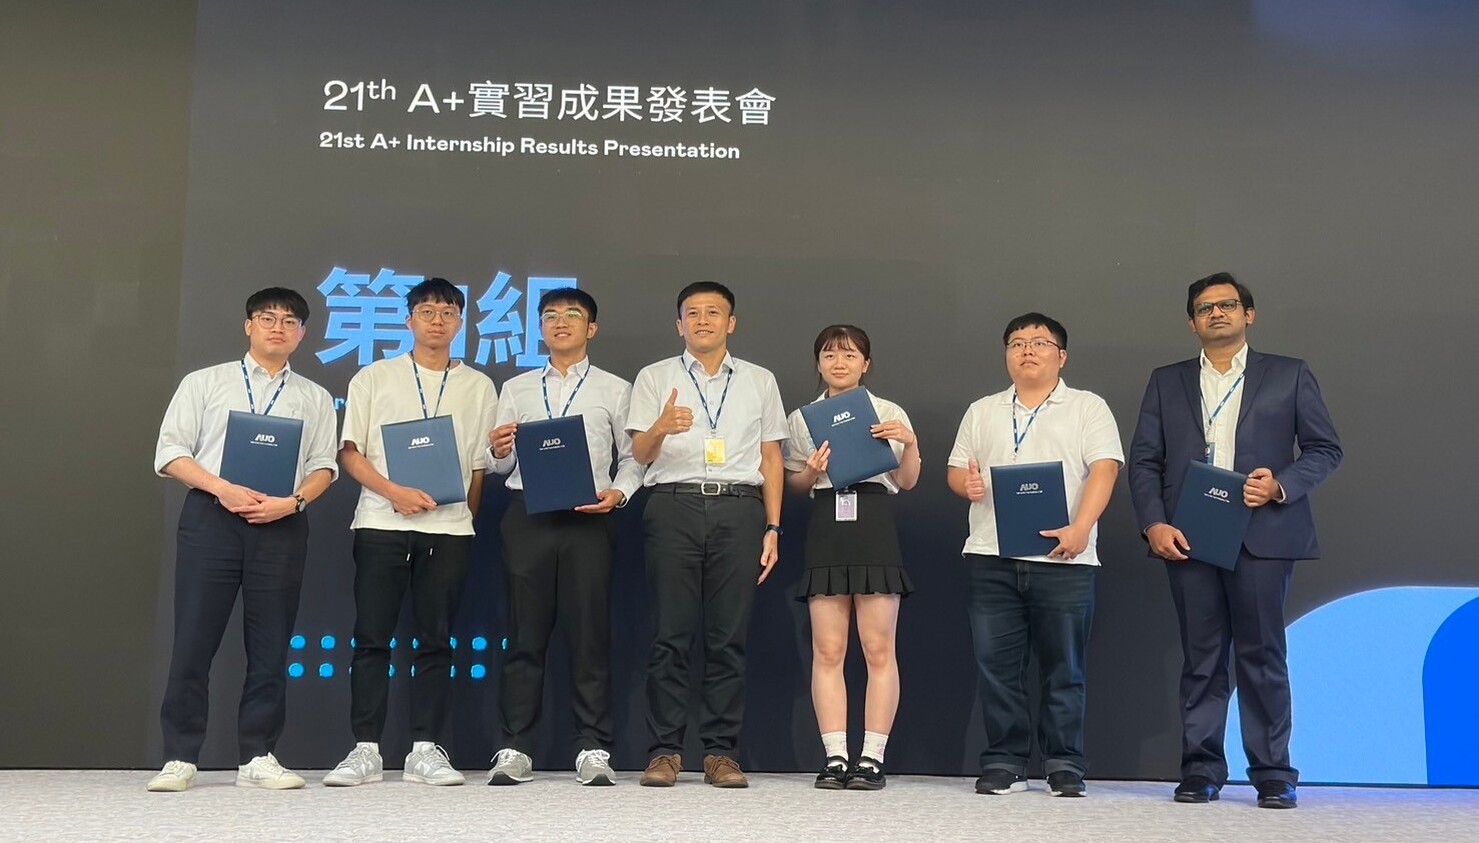 21th A+實習成果發表會
21st A+ Internship Results Presentation
第 組
AUO
AUO
AUO
AUO
AUO
AUO